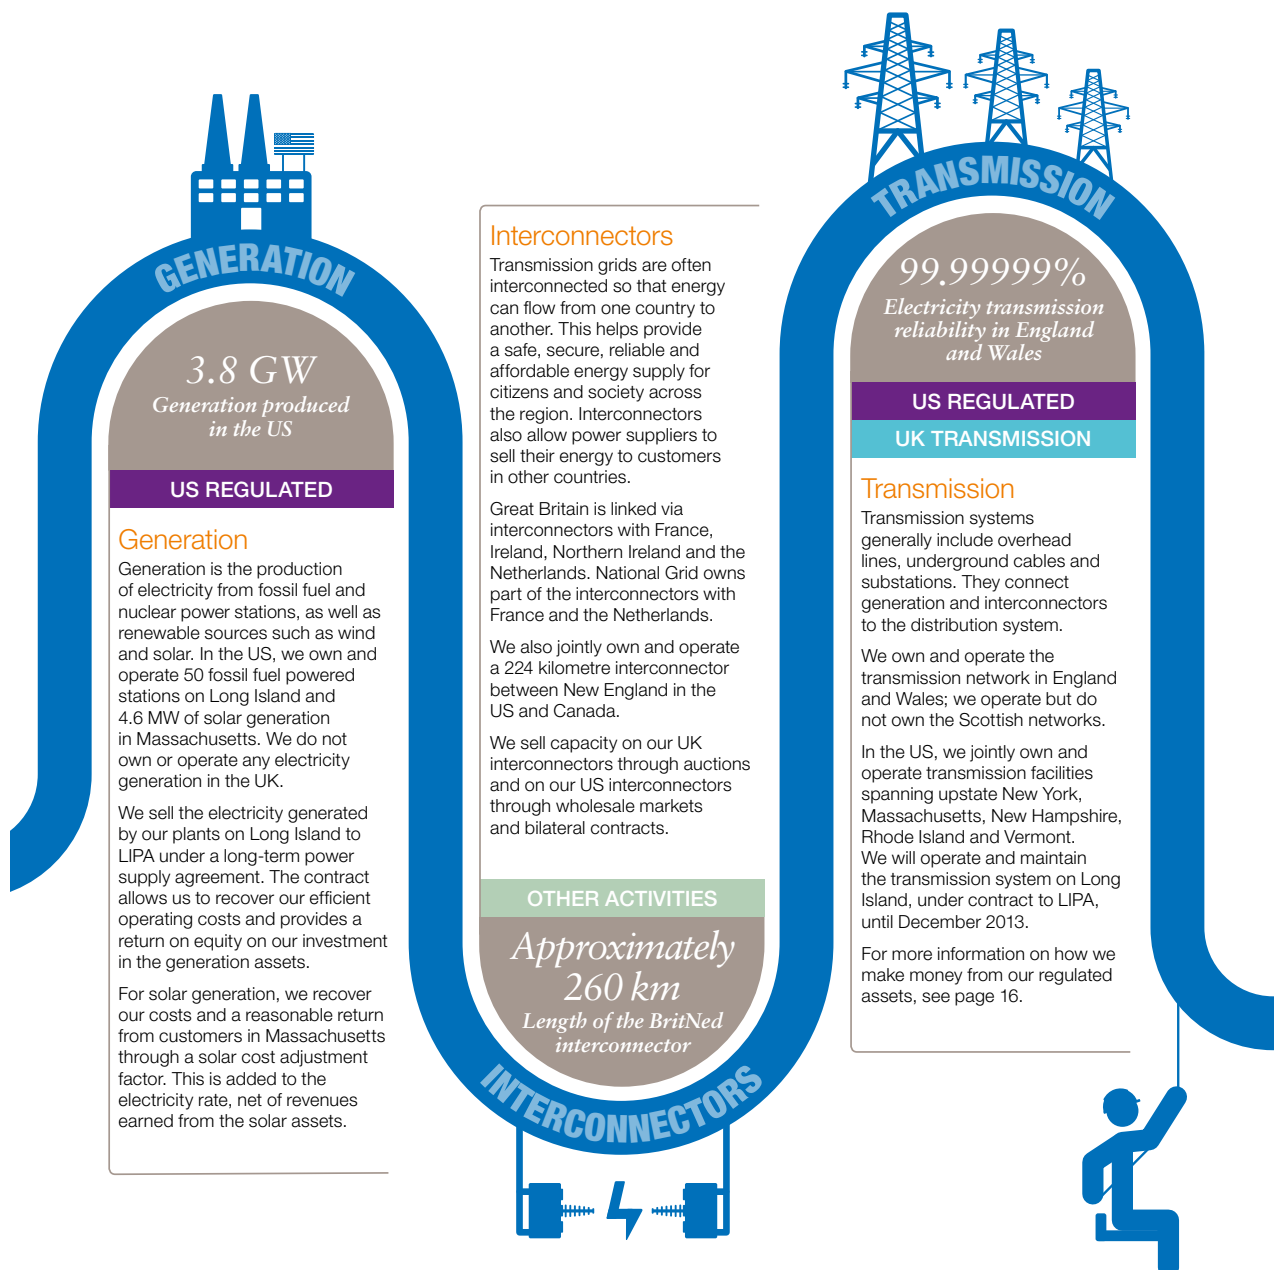 GENERATION
3.8 GW
Generation produced
in the US
US REGULATED
Generation
Generation is the production
of electricity from fossil fuel and
nuclear power stations, as well as
renewable sources such as wind
and solar. In the US, we own and
operate 50 fossil fuel powered
stations on Long Island and
4.6 MW of solar generation
in Massachusetts. We do not
own or operate any electricity
generation in the UK.
We sell the electricity generated
by our plants on Long Island to
LIPA under a long-term power
supply agreement. The contract
allows us to recover our efficient
operating costs and provides a
return on equity on our investment
in the generation assets.
For solar generation, we recover
our costs and a reasonable return
from customers in Massachusetts
through a solar cost adjustment
factor. This is added to the
electricity rate, net of revenues
earned from the solar assets.
Interconnectors
Transmission grids are often
interconnected so that energy
can flow from one country to
another. This helps provide
a safe, secure, reliable and
affordable energy supply for
citizens and society across
the region. Interconnectors
also allow power suppliers to
sell their energy to customers
in other countries.
Great Britain is linked via
interconnectors with France,
Ireland, Northern Ireland and the
Netherlands. National Grid owns
part of the interconnectors with
France and the Netherlands.
We also jointly own and operate
a 224 kilometre interconnector
between New England in the
US and Canada.
We sell capacity on our UK
interconnectors through auctions
and on our US interconnectors
through wholesale markets
and bilateral contracts.
OTHER ACTIVITIES
Approximately
260 km
Length of the BritNed
interconnector
INTERCONNECTORS
TRANSMISSION
99.99999%
Electricity transmission
reliability in England
and Wales
US REGULATED
UK TRANSMISSION
Transmission
Transmission systems
generally include overhead
lines, underground cables and
substations. They connect
generation and interconnectors
to the distribution system.
We own and operate the
transmission network in England
and Wales; we operate but do
not own the Scottish networks.
In the US, we jointly own and
operate transmission facilities
spanning upstate New York,
Massachusetts, New Hampshire,
Rhode Island and Vermont.
We will operate and maintain
the transmission system on Long
Island, under contract to LIPA,
until December 2013.
For more information on how we
make money from our regulated
assets, see page 16.